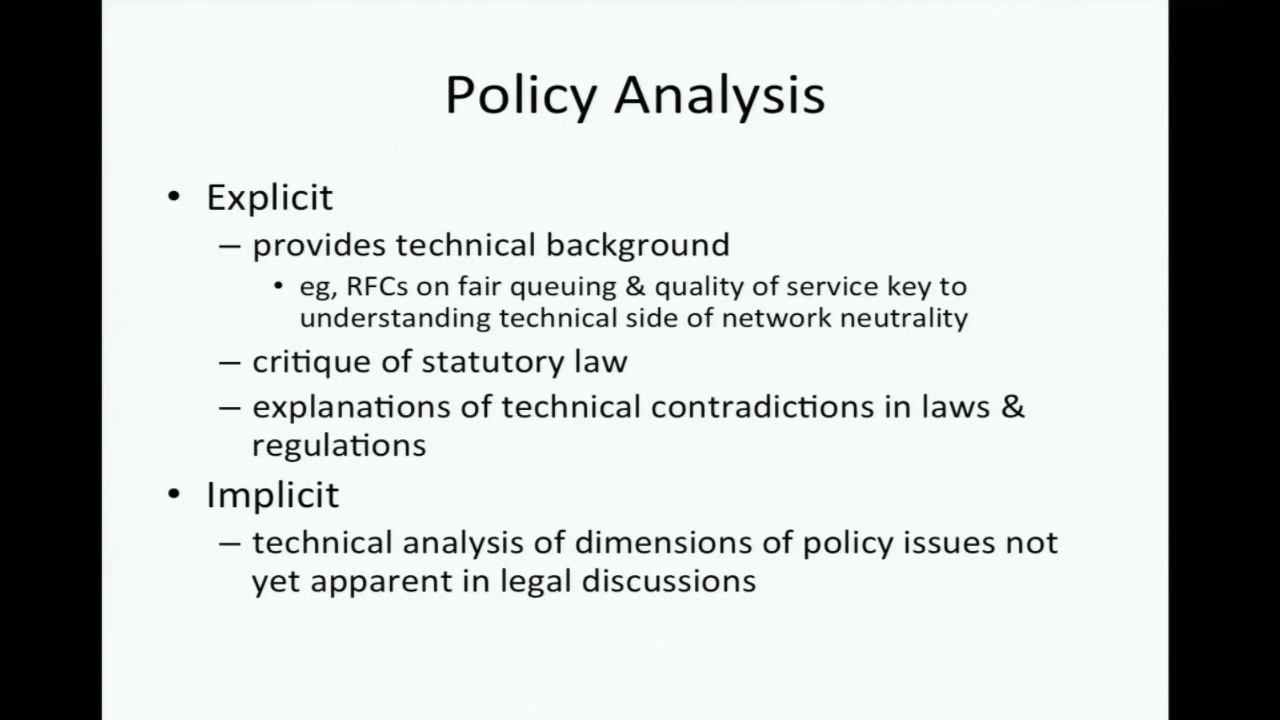 Policy Analysis
• Explicit
– provides technical background
• eg, RFCs on fair queuing & quality of service key to
understanding technical side of network neutrality
– critique of statutory law
– explanations of technical contradictions in laws &
regulations
• Implicit
– technical analysis of dimensions of policy issues not
yet apparent in legal discussions